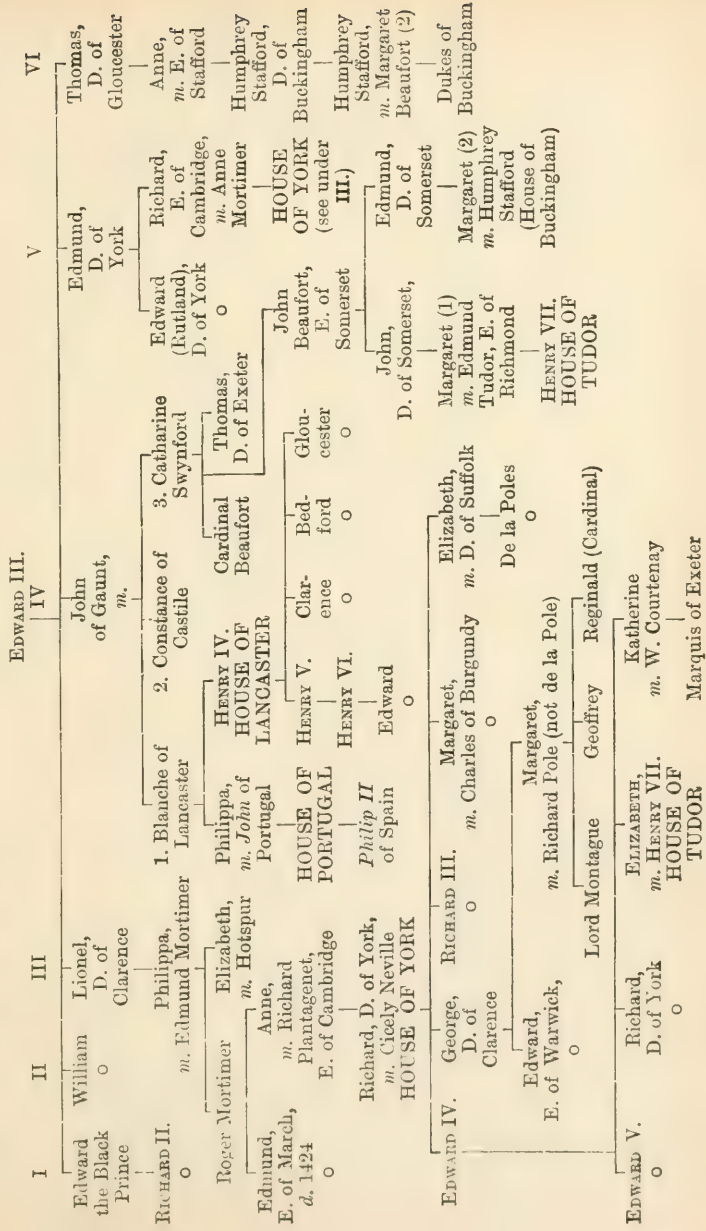 EDWARD III.
I
II
III
IV
V
VI
Edward
the Black
Prince
William
O
Lionel,
D. of
Clarence
John
of Gaunt,
m.
Edmund,
D. of
York
Thomas,
D. of
Gloucester
RICHARD II.
O
Philippa,
m. Edmund Mortimer
1. Blanche of
Lancaster
2. Constance of
Castile
3. Catharine
Swynford
Edward
(Rutland),
D. of York
O
Richard,
E. of
Cambridge,
m. Anne
Mortimer
HOUSE
OF YORK
(see under
III.)
Anne,
m. E. of
Stafford
Humphrey
Stafford,
D. of
Buckingham
Humphrey
Stafford,
m. Margaret
Beaufort (2)
Dukes of
Buckingham
Roger Mortimer
Elizabeth,
m. Hotspur
Philippa,
m. John of
Portugal
HOUSE OF
PORTUGAL
Philip II
of Spain
HENRY IV.
HOUSE OF
LANCASTER
Cardinal
Beaufort
Thomas,
D. of Exeter
John
Beaufort,
E. of
Somerset
Edmund,
E. of March,
d. 1424
O
Anne,
m. Richard
Plantagenet,
E. of Cambridge
HENRY V.
HENRY VI.
Edward
O
Clar-
ence
O
Bed-
ford
O
Glou-
cester
O
John,
D. of Somerset,
Margaret (1)
m. Edmund
Tudor, E. of
Richmond
HENRY VII.
HOUSE OF
TUDOR
Edmund,
D. of
Somerset
Margaret (2)
m. Humphrey
Stafford
(House of
Buckingham)
Richard, D. of York,
m. Cicely Neville
HOUSE OF YORK
EDWARD IV.
George,
D. of
Clarence
RICHARD III.
O
Margaret,
m. Charles of Burgundy
O
Elizabeth,
m. D. of Suffolk
De la Poles
O
Edward,
E. of Warwick,
O
Margaret,
m. Richard Pole (not de la Pole)
Lord Montague
Geoffrey
Reginald (Cardinal)
EDWARD V.
O
Richard,
D. of York
O
ELIZABETH,
m. HENRY VII.
HOUSE OF
TUDOR
Katherine
m. W. Courtenay
Marquis of Exeter